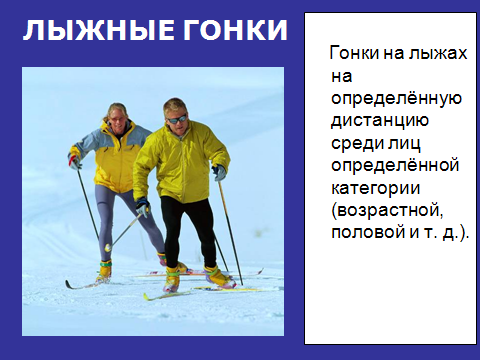 ЛЫЖНЫЕ ГОНКИ
Гонки на лыжах
на
определённую
дистанцию
среди лиц
определённой
категории
(возрастной,
половой и т. д.).